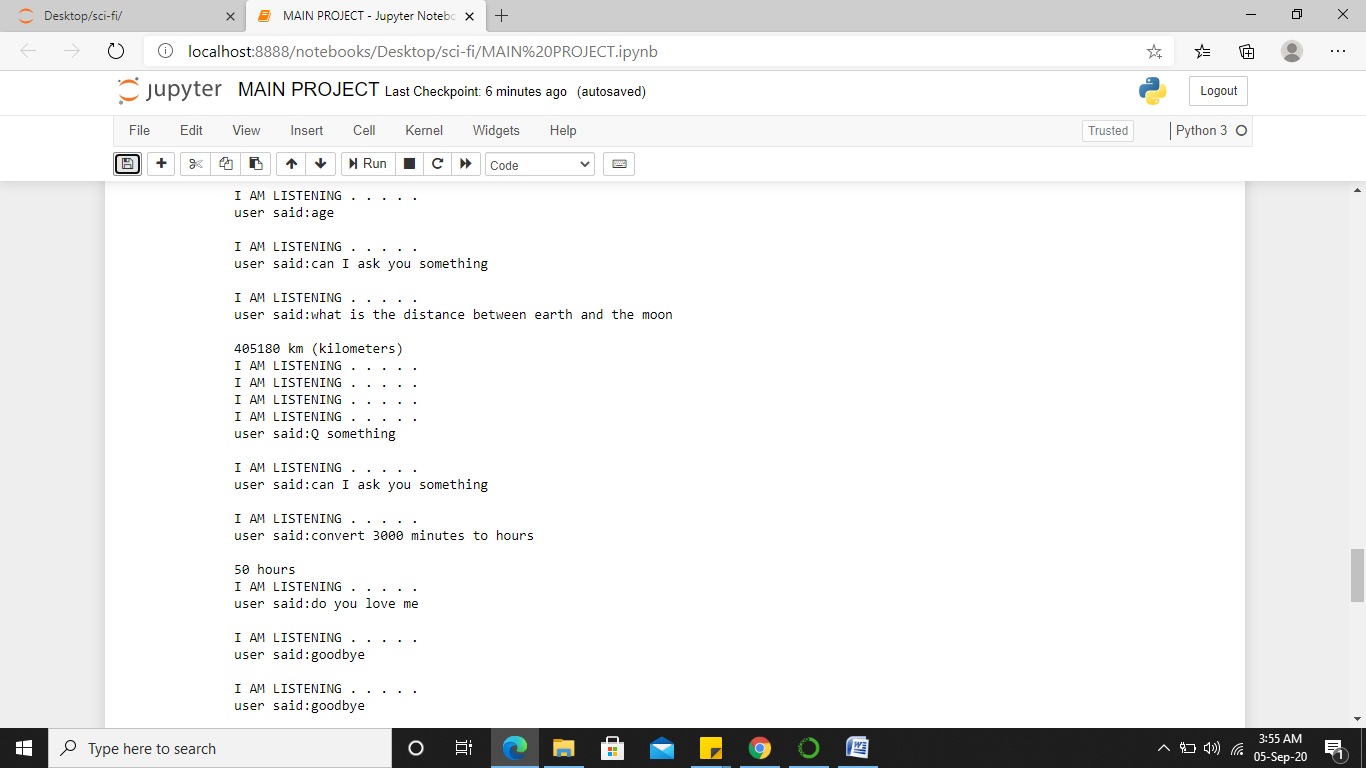 Desktop/sci-fi/
MAIN PROJECT - Jupyter Notebo
localhost:8888/notebooks/Desktop/sci-fi/MAIN%20PROJECT.ipynb
jupyter MAIN PROJECT Last Checkpoint: 6 minutes ago (autosaved)
Logout
File Edit View Insert Cell Kernel Widgets Help
Trusted
Python 3
Run
Code
I AM LISTENING . . . . .
user said:age
I AM LISTENING . . . . .
user said:can I ask you something
I AM LISTENING . . . . .
user said:what is the distance between earth and the moon
405180 km (kilometers)
I AM LISTENING . . . . .
I AM LISTENING . . . . .
I AM LISTENING . . . . .
I AM LISTENING . . . . .
user said:Q something
I AM LISTENING . . . . .
user said:can I ask you something
I AM LISTENING . . . . .
user said:convert 3000 minutes to hours
50 hours
I AM LISTENING . . . . .
user said:do you love me
I AM LISTENING . . . . .
user said:goodbye
I AM LISTENING . . . . .
user said:goodbye
Type here to search
3:55 AM
05-Sep-20
1